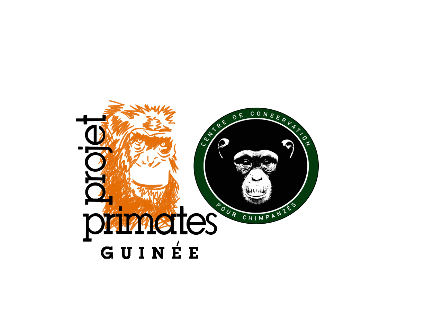 projet
primates
GUINÉE
CENTRE DE CONSERVATION
POUR CHIMPANZÉS